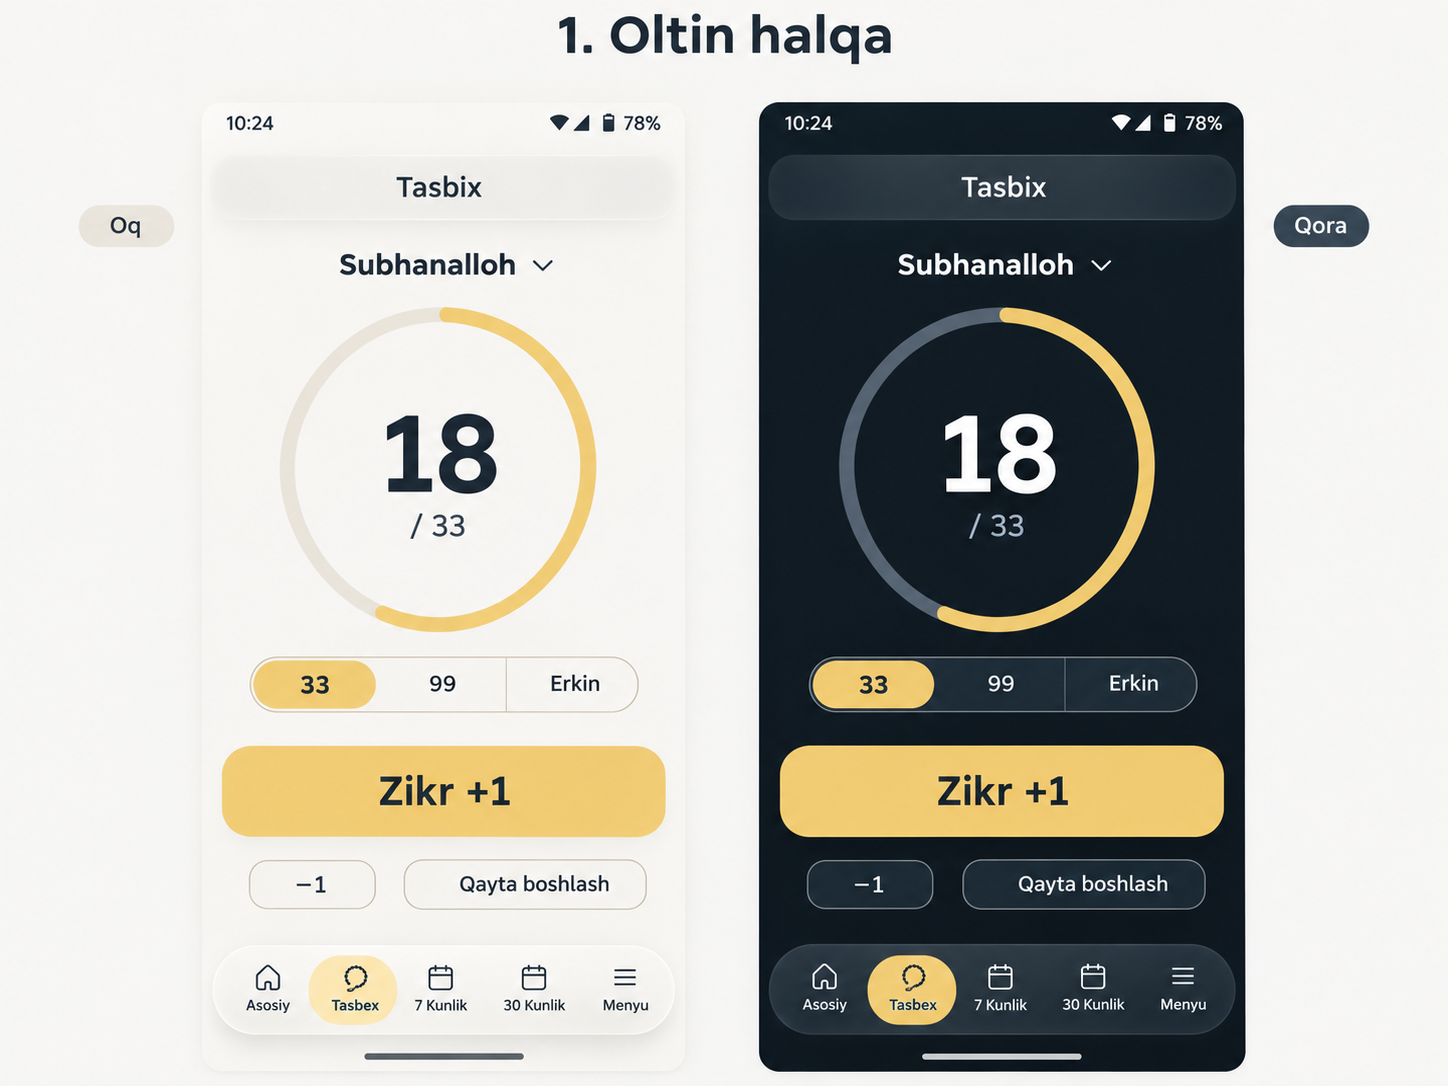 1. Oltin halqa
Oq
10:24 78%
Tasbix
Subhanalloh
18
/ 33
33 99 Erkin
Zikr +1
−1 Qayta boshlash
Asosiy Tasbex 7 Kunlik 30 Kunlik Menyu
10:24 78%
Tasbix
Subhanalloh
18
/ 33
33 99 Erkin
Zikr +1
−1 Qayta boshlash
Asosiy Tasbex 7 Kunlik 30 Kunlik Menyu
Qora